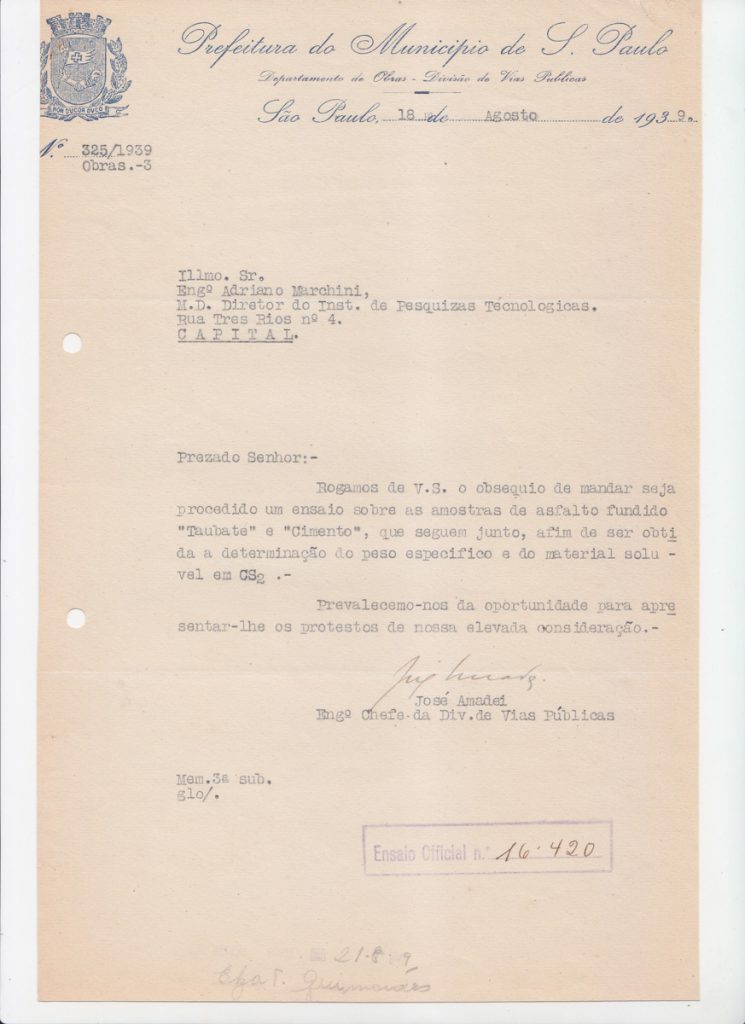 Prefeitura do Municipio de S. Paulo
Departamento de Obras - Divisão de Vias Publicas
São Paulo, 18 de Agosto de 1939.
N.º 325/1939
Obras.-3
Illmo. Sr.
Engº Adriano Marchini,
M.D. Diretor do Inst. de Pesquizas Tecnologicas.
Rua Tres Rios nº 4.
C A P I T A L.
Prezado Senhor:-
Rogamos de V.S. o obsequio de mandar seja
procedido um ensaio sobre as amostras de asfalto fundido
"Taubate" e "Cimento", que seguem junto, afim de ser obti
da a determinação do peso especifico e do material solu -
vel em CS2 .-
Prevalecemo-nos da oportunidade para apre
sentar-lhe os protestos de nossa elevada consideração.-
José Amadei
Engº Chefe da Div.de Vias Públicas
Mem.3ª sub.
glo/.
Ensaio Official n.º 16.420
21.8.
Guimarães